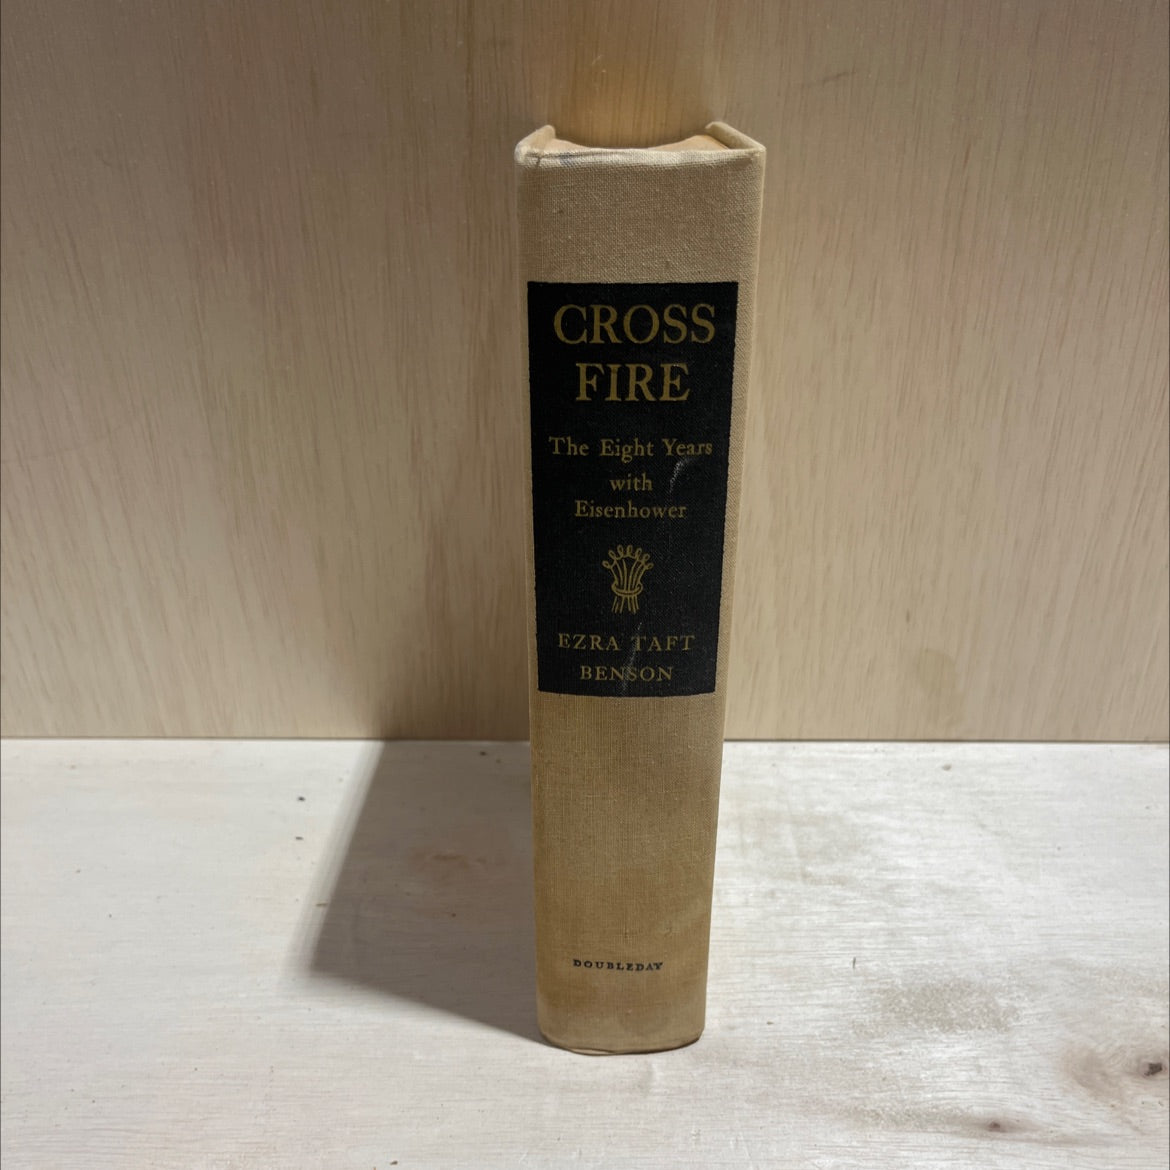 CROSS
FIRE
The Eight Years
with
Eisenhower
EZRA TAFT
BENSON
DOUBLEDAY